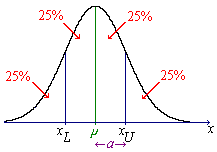 25% 25%
25% 25%
x_L μ x_U x
←a→